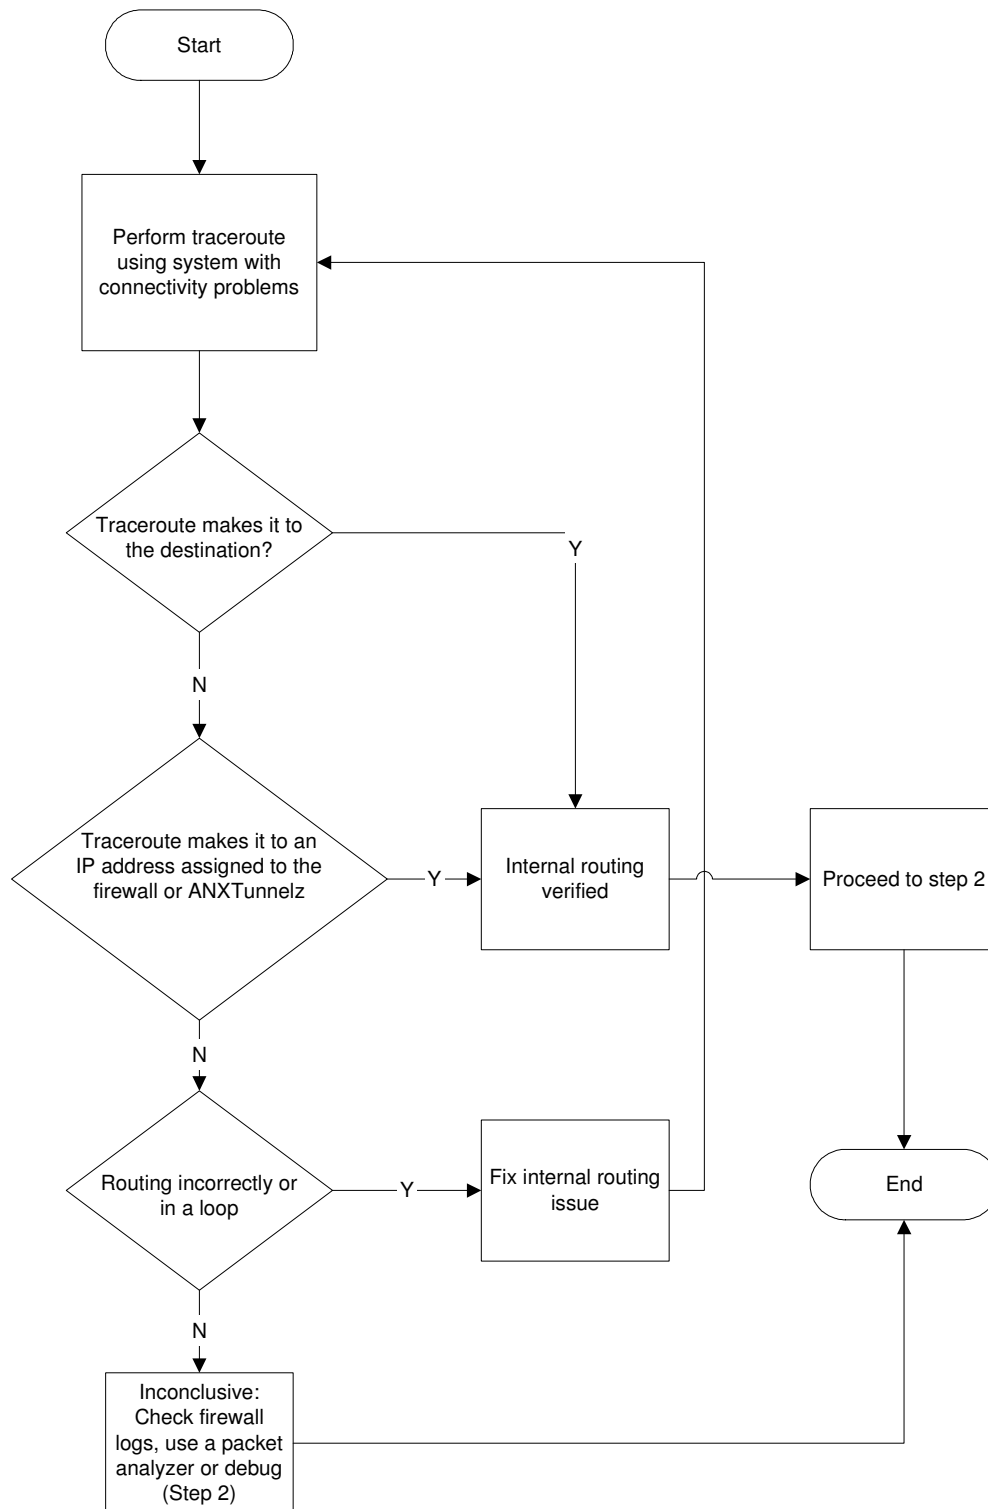 Start
Perform traceroute
using system with
connectivity problems
Traceroute makes it to
the destination?
Y
N
Traceroute makes it to an
IP address assigned to the
firewall or ANXTunnelz
Y
Internal routing
verified
Proceed to step 2
N
Routing incorrectly or
in a loop
Y
Fix internal routing
issue
End
N
Inconclusive:
Check firewall
logs, use a packet
analyzer or debug
(Step 2)